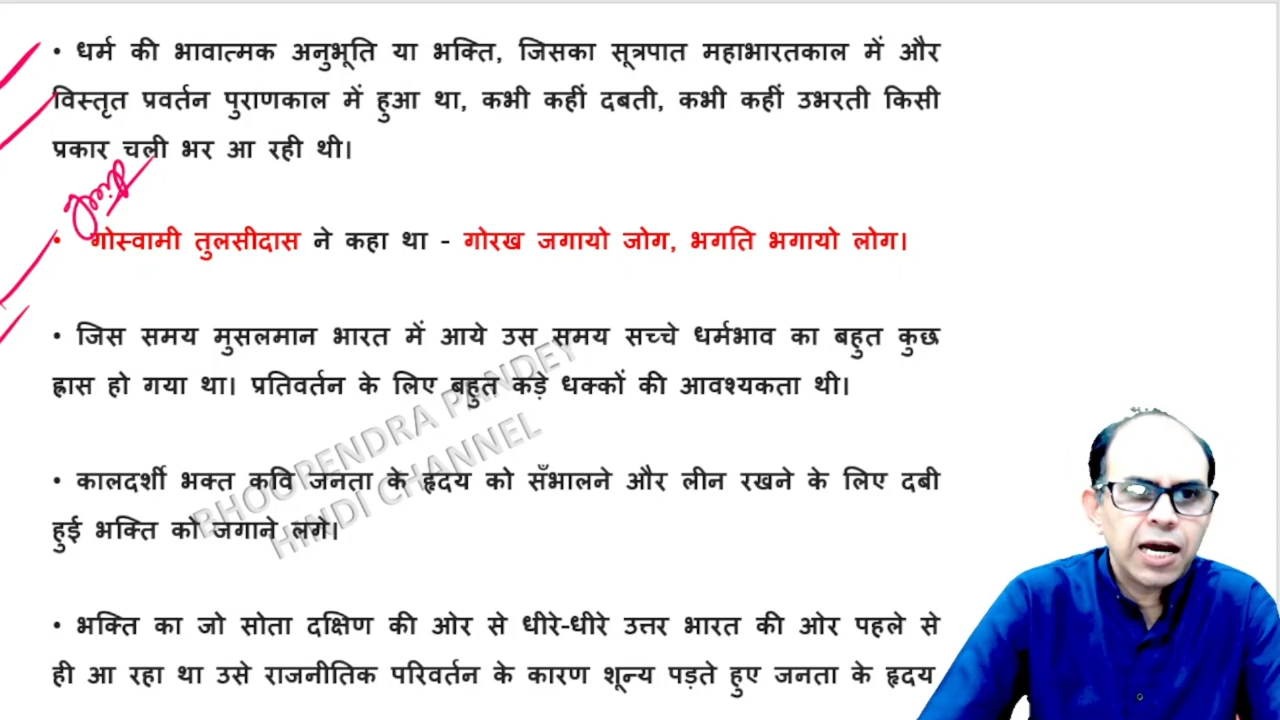 • धर्म की भावात्मक अनुभूति या भक्ति, जिसका सूत्रपात महाभारतकाल में और
विस्तृत प्रवर्तन पुराणकाल में हुआ था, कभी कहीं दबती, कभी कहीं उभरती किसी
प्रकार चली भर आ रही थी।
• गोस्वामी तुलसीदास ने कहा था - गोरख जगायो जोग, भगति भगायो लोग।
• जिस समय मुसलमान भारत में आये उस समय सच्चे धर्मभाव का बहुत कुछ
ह्रास हो गया था। प्रतिवर्तन के लिए बहुत कड़े धक्कों की आवश्यकता थी।
• कालदर्शी भक्त कवि जनता के हृदय को सँभालने और लीन रखने के लिए दबी
हुई भक्ति को जगाने लगे।
• भक्ति का जो सोता दक्षिण की ओर से धीरे-धीरे उत्तर भारत की ओर पहले से
ही आ रहा था उसे राजनीतिक परिवर्तन के कारण शून्य पड़ते हुए जनता के हृदय
BHOOPENDRA PANDEY
HINDI CHANNEL